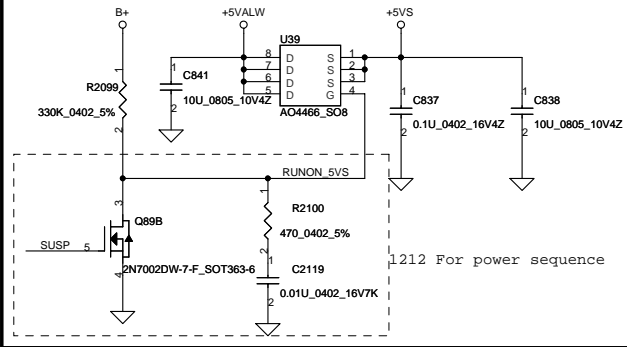 B+
+5VALW
+5VS
U39
8
7
6
5
D
D
D
D
S
S
S
G
1
2
3
4
AO4466_SO8
1
R2099
330K_0402_5%
2
1
C841
10U_0805_10V4Z
2
1
C837
0.1U_0402_16V4Z
2
1
C838
10U_0805_10V4Z
2
RUNON_5VS
3
Q89B
SUSP
5
2N7002DW-7-F_SOT363-6
4
1
R2100
470_0402_5%
2
1
C2119
0.01U_0402_16V7K
2
1212 For power sequence